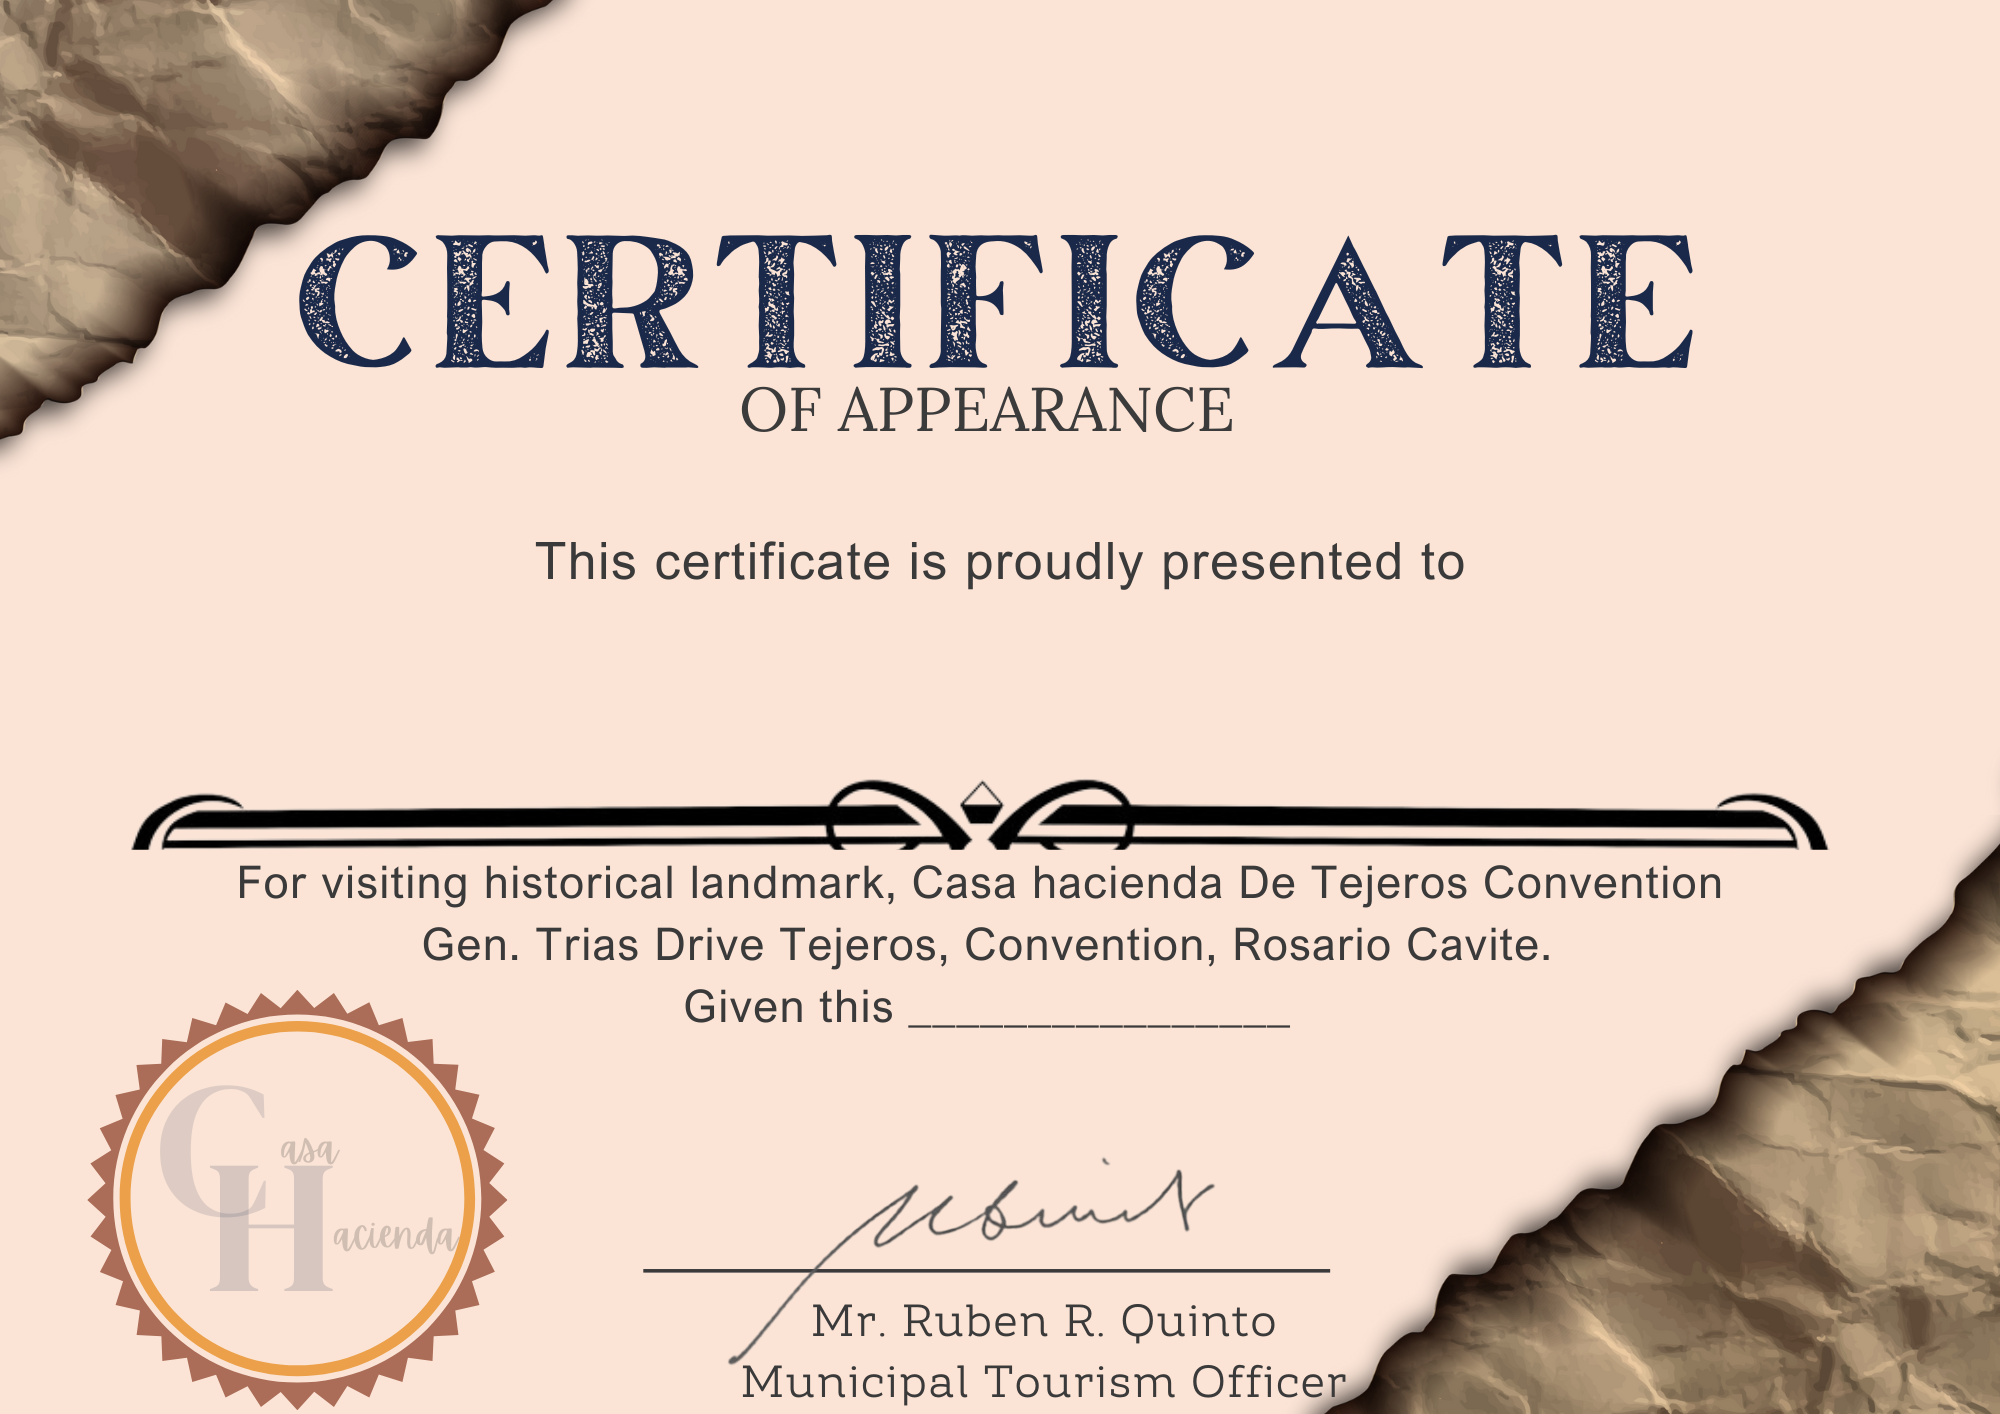 CERTIFICATE
OF APPEARANCE
This certificate is proudly presented to
For visiting historical landmark, Casa hacienda De Tejeros Convention
Gen. Trias Drive Tejeros, Convention, Rosario Cavite.
Given this ________________
Casa
Hacienda
Mr. Ruben R. Quinto
Municipal Tourism Officer